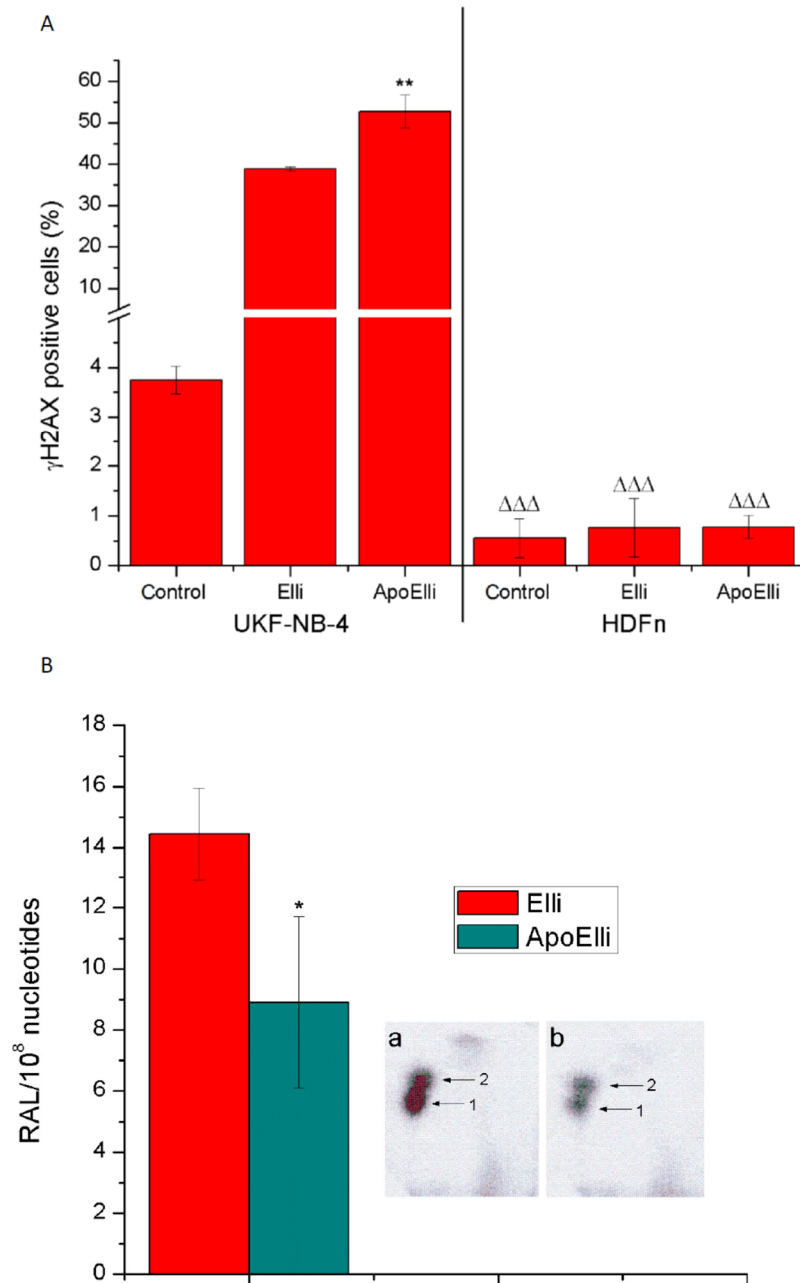 A
γH2AX positive cells (%)
60
50
40
30
20
10
4
3
2
1
0
**
ΔΔΔ
ΔΔΔ
ΔΔΔ
Control
Elli
ApoElli
Control
Elli
ApoElli
UKF-NB-4
HDFn
B
RAL/10⁸ nucleotides
18
16
14
12
10
8
6
4
2
0
*
Elli
ApoElli
a
2
1
b
2
1